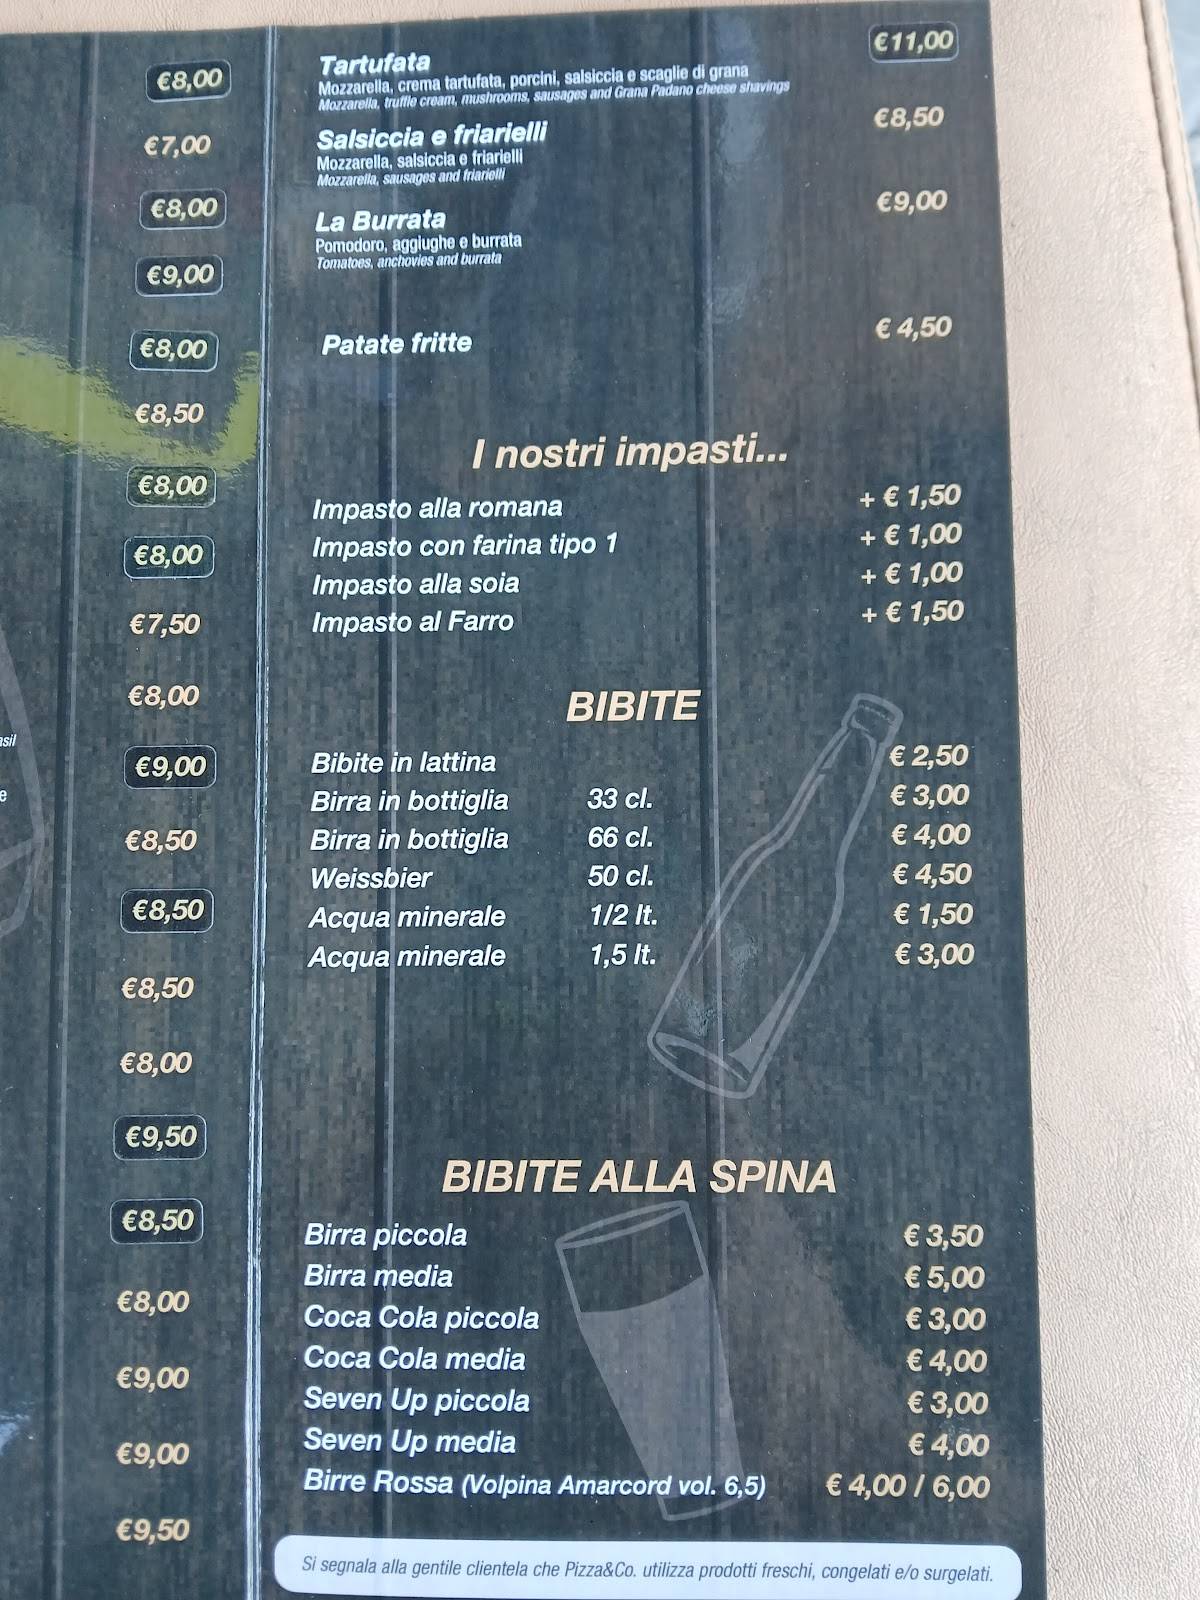 €8,00
€7,00
€8,00
€9,00
€8,00
€8,50
€8,00
€8,00
€7,50
€8,00
€9,00
€8,50
€8,50
€8,50
€8,00
€9,50
€8,50
€8,00
€9,00
€9,00
€9,50
Tartufata €11,00
Mozzarella, crema tartufata, porcini, salsiccia e scaglie di grana
Mozzarella, truffle cream, mushrooms, sausages and Grana Padano cheese shavings
Salsiccia e friarielli €8,50
Mozzarella, salsiccia e friarielli
Mozzarella, sausages and friarielli
La Burrata €9,00
Pomodoro, aggiughe e burrata
Tomatoes, anchovies and burrata
Patate fritte € 4,50
I nostri impasti...
Impasto alla romana + € 1,50
Impasto con farina tipo 1 + € 1,00
Impasto alla soia + € 1,00
Impasto al Farro + € 1,50
BIBITE
Bibite in lattina € 2,50
Birra in bottiglia 33 cl. € 3,00
Birra in bottiglia 66 cl. € 4,00
Weissbier 50 cl. € 4,50
Acqua minerale 1/2 lt. € 1,50
Acqua minerale 1,5 lt. € 3,00
BIBITE ALLA SPINA
Birra piccola € 3,50
Birra media € 5,00
Coca Cola piccola € 3,00
Coca Cola media € 4,00
Seven Up piccola € 3,00
Seven Up media € 4,00
Birre Rossa (Volpina Amarcord vol. 6,5) € 4,00 / 6,00
Si segnala alla gentile clientela che Pizza&Co. utilizza prodotti freschi, congelati e/o surgelati.